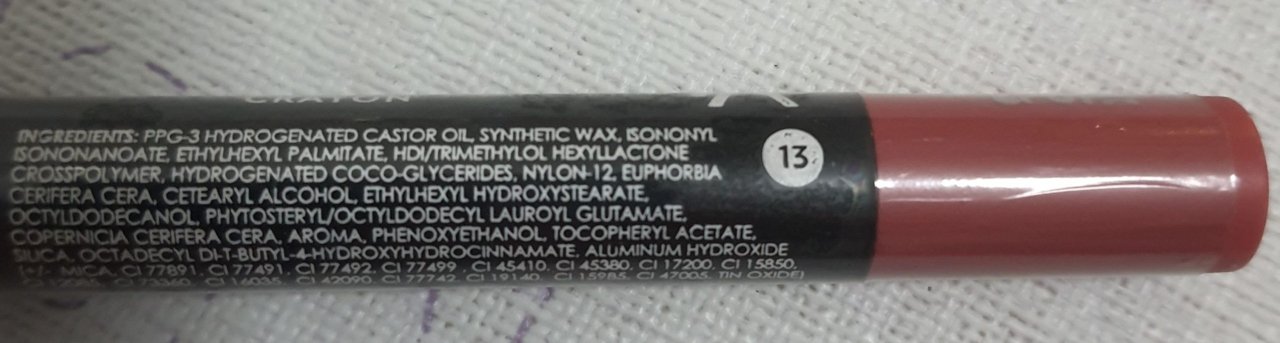 CRAYON
INGREDIENTS: PPG-3 HYDROGENATED CASTOR OIL, SYNTHETIC WAX, ISONONYL
ISONONANOATE, ETHYLHEXYL PALMITATE, HDI/TRIMETHYLOL HEXYLLACTONE
CROSSPOLYMER, HYDROGENATED COCO-GLYCERIDES, NYLON-12, EUPHORBIA
CERIFERA CERA, CETEARYL ALCOHOL, ETHYLHEXYL HYDROXYSTEARATE,
OCTYLDODECANOL, PHYTOSTERYL/OCTYLDODECYL LAUROYL GLUTAMATE,
COPERNICIA CERIFERA CERA, AROMA, PHENOXYETHANOL, TOCOPHERYL ACETATE,
SILICA, OCTADECYL DI-T-BUTYL-4-HYDROXYHYDROCINNAMATE, ALUMINUM HYDROXIDE
(+/-. MICA, CI 77891, CI 77491, CI 77492, CI 77499, CI 45410, CI 45380, CI 17200, CI 15850,
CI 73360, CI 16035, CI 42090, CI 77742, CI 19140, CI 15985, CI 47005, TIN OXIDE)
13